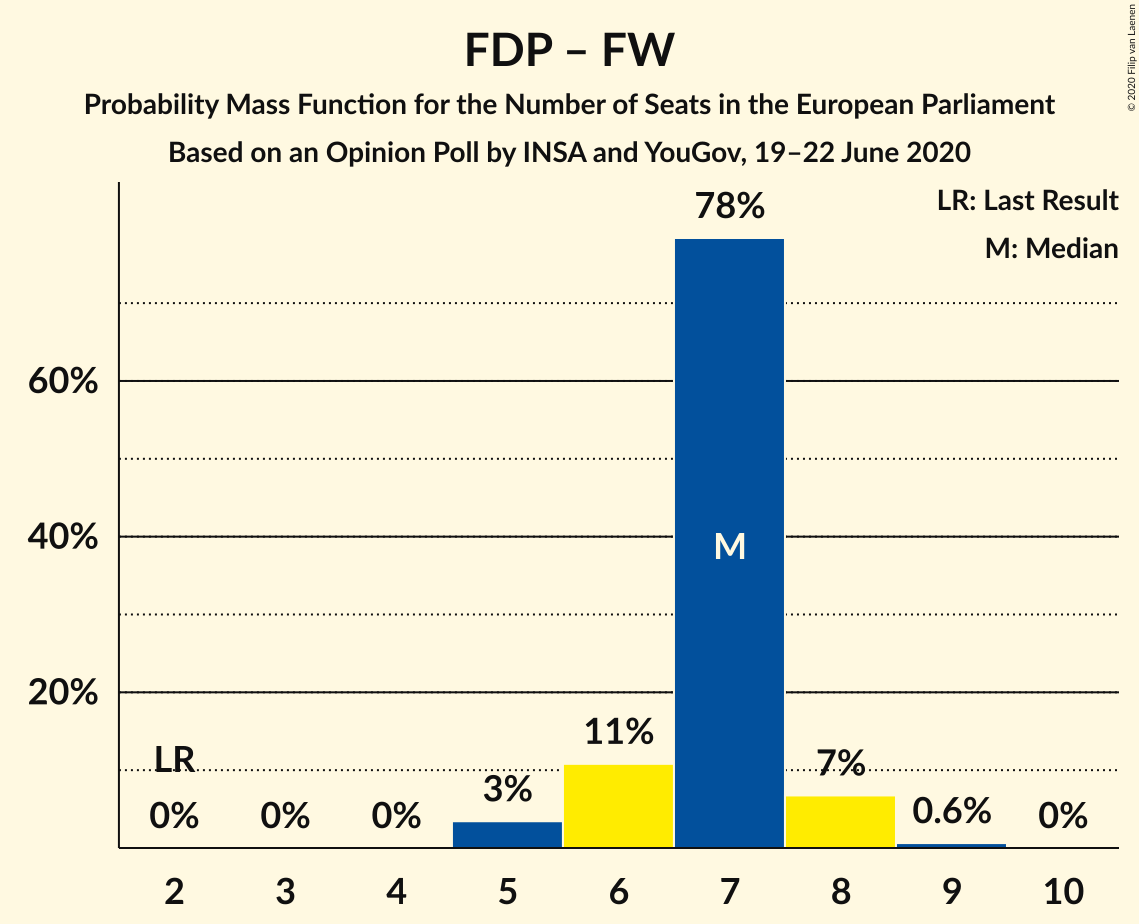 FDP – FW
Probability Mass Function for the Number of Seats in the European Parliament
Based on an Opinion Poll by INSA and YouGov, 19–22 June 2020
© 2020 Filip van Laenen
LR: Last Result
M: Median
78%
60%
40%
20%
M
LR
0%
0%
0%
3%
11%
7%
0.6%
0%
2
3
4
5
6
7
8
9
10